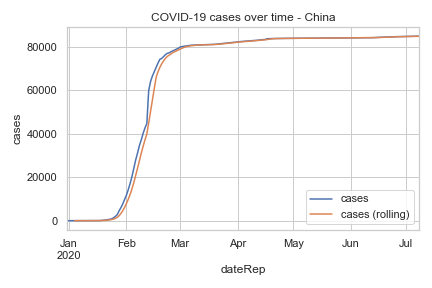 COVID-19 cases over time - China
cases
80000
60000
40000
20000
0
cases
cases (rolling)
Jan Feb Mar Apr May Jun Jul
2020
dateRep